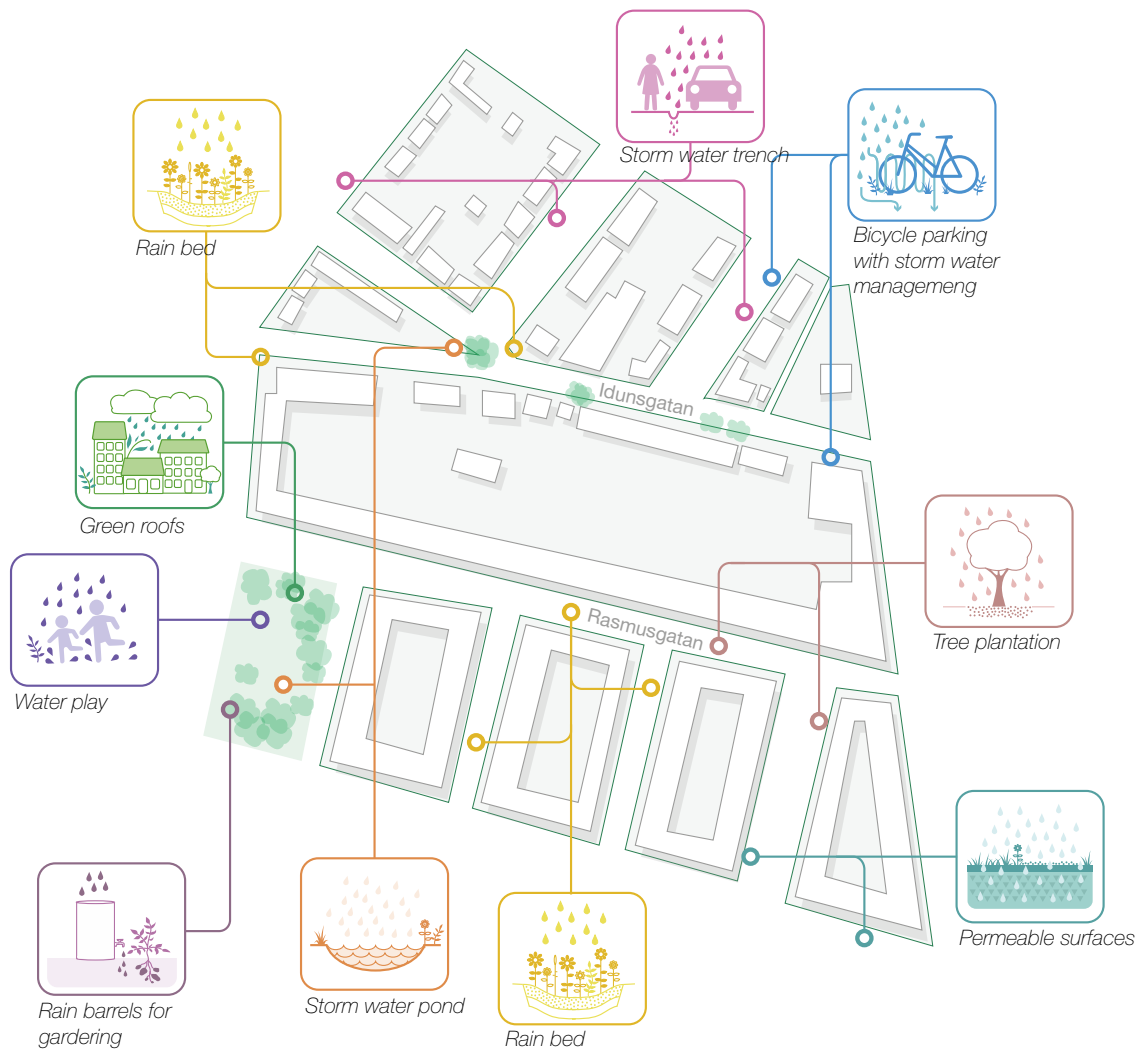 Storm water trench
Rain bed
Bicycle parking
with storm water
managemeng
Idunsgatan
Green roofs
Rasmusgatan
Tree plantation
Water play
Permeable surfaces
Rain barrels for
gardering
Storm water pond
Rain bed